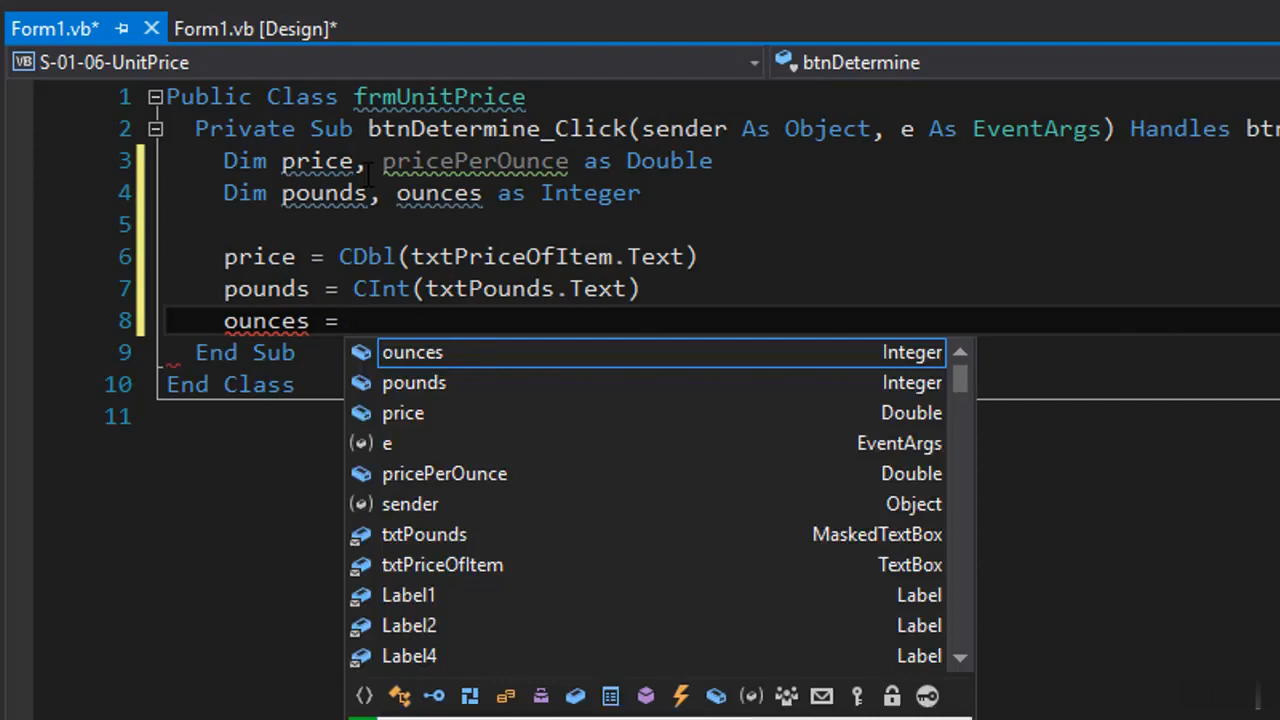 Form1.vb* Form1.vb [Design]*
VB S-01-06-UnitPrice btnDetermine
1 Public Class frmUnitPrice
2 Private Sub btnDetermine_Click(sender As Object, e As EventArgs) Handles btn
3 Dim price, pricePerOunce as Double
4 Dim pounds, ounces as Integer
5
6 price = CDbl(txtPriceOfItem.Text)
7 pounds = CInt(txtPounds.Text)
8 ounces =
9 End Sub
10 End Class
11
ounces Integer
pounds Integer
price Double
e EventArgs
pricePerOunce Double
sender Object
txtPounds MaskedTextBox
txtPriceOfItem TextBox
Label1 Label
Label2 Label
Label4 Label